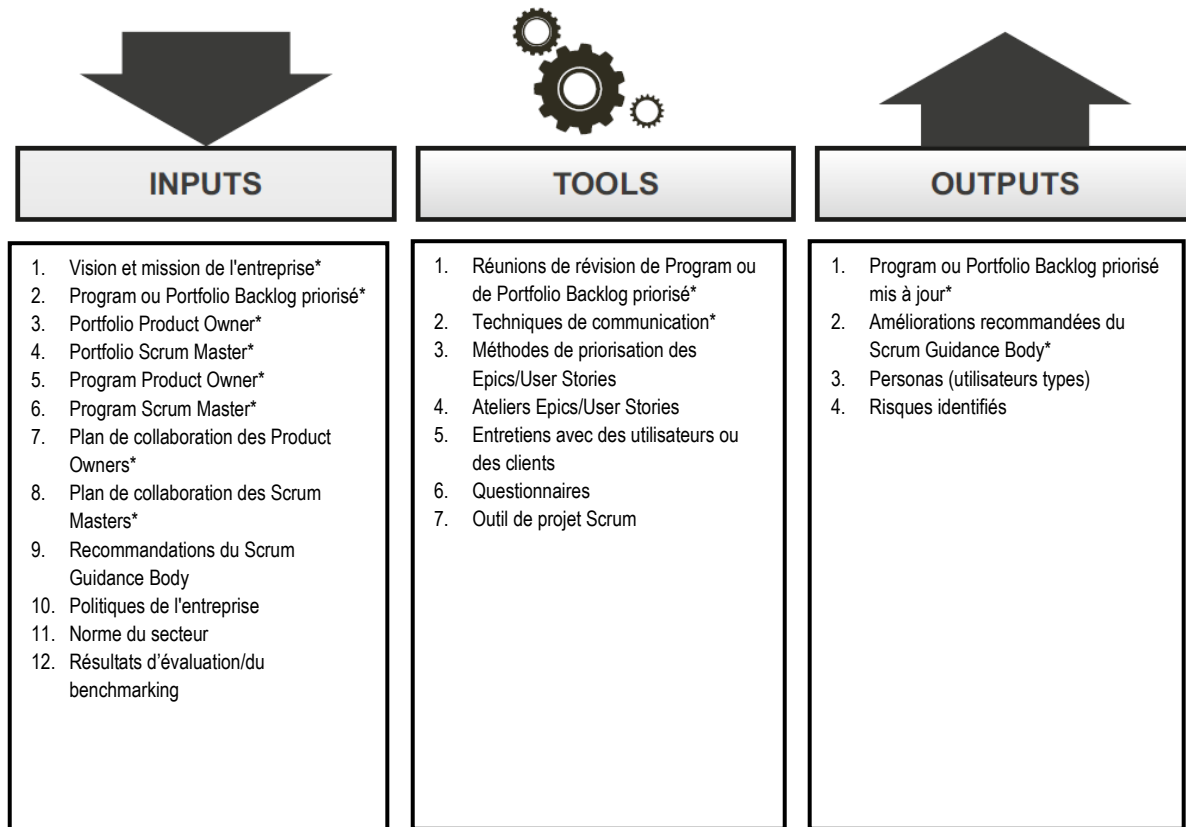 INPUTS
1. Vision et mission de l'entreprise*
2. Program ou Portfolio Backlog priorisé*
3. Portfolio Product Owner*
4. Portfolio Scrum Master*
5. Program Product Owner*
6. Program Scrum Master*
7. Plan de collaboration des Product
Owners*
8. Plan de collaboration des Scrum
Masters*
9. Recommandations du Scrum
Guidance Body
10. Politiques de l'entreprise
11. Norme du secteur
12. Résultats d’évaluation/du
benchmarking
TOOLS
1. Réunions de révision de Program ou
de Portfolio Backlog priorisé*
2. Techniques de communication*
3. Méthodes de priorisation des
Epics/User Stories
4. Ateliers Epics/User Stories
5. Entretiens avec des utilisateurs ou
des clients
6. Questionnaires
7. Outil de projet Scrum
OUTPUTS
1. Program ou Portfolio Backlog priorisé
mis à jour*
2. Améliorations recommandées du
Scrum Guidance Body*
3. Personas (utilisateurs types)
4. Risques identifiés